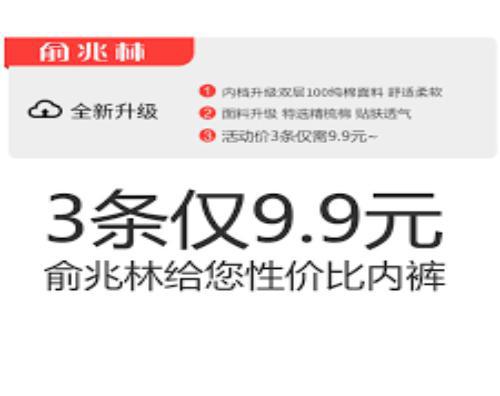 俞兆林
全新升级
1 内裆升级双层100纯棉面料 舒适柔软
2 面料升级 特选精梳棉 贴肤透气
3 活动价3条仅需9.9元~
3条仅9.9元
俞兆林给您性价比内裤